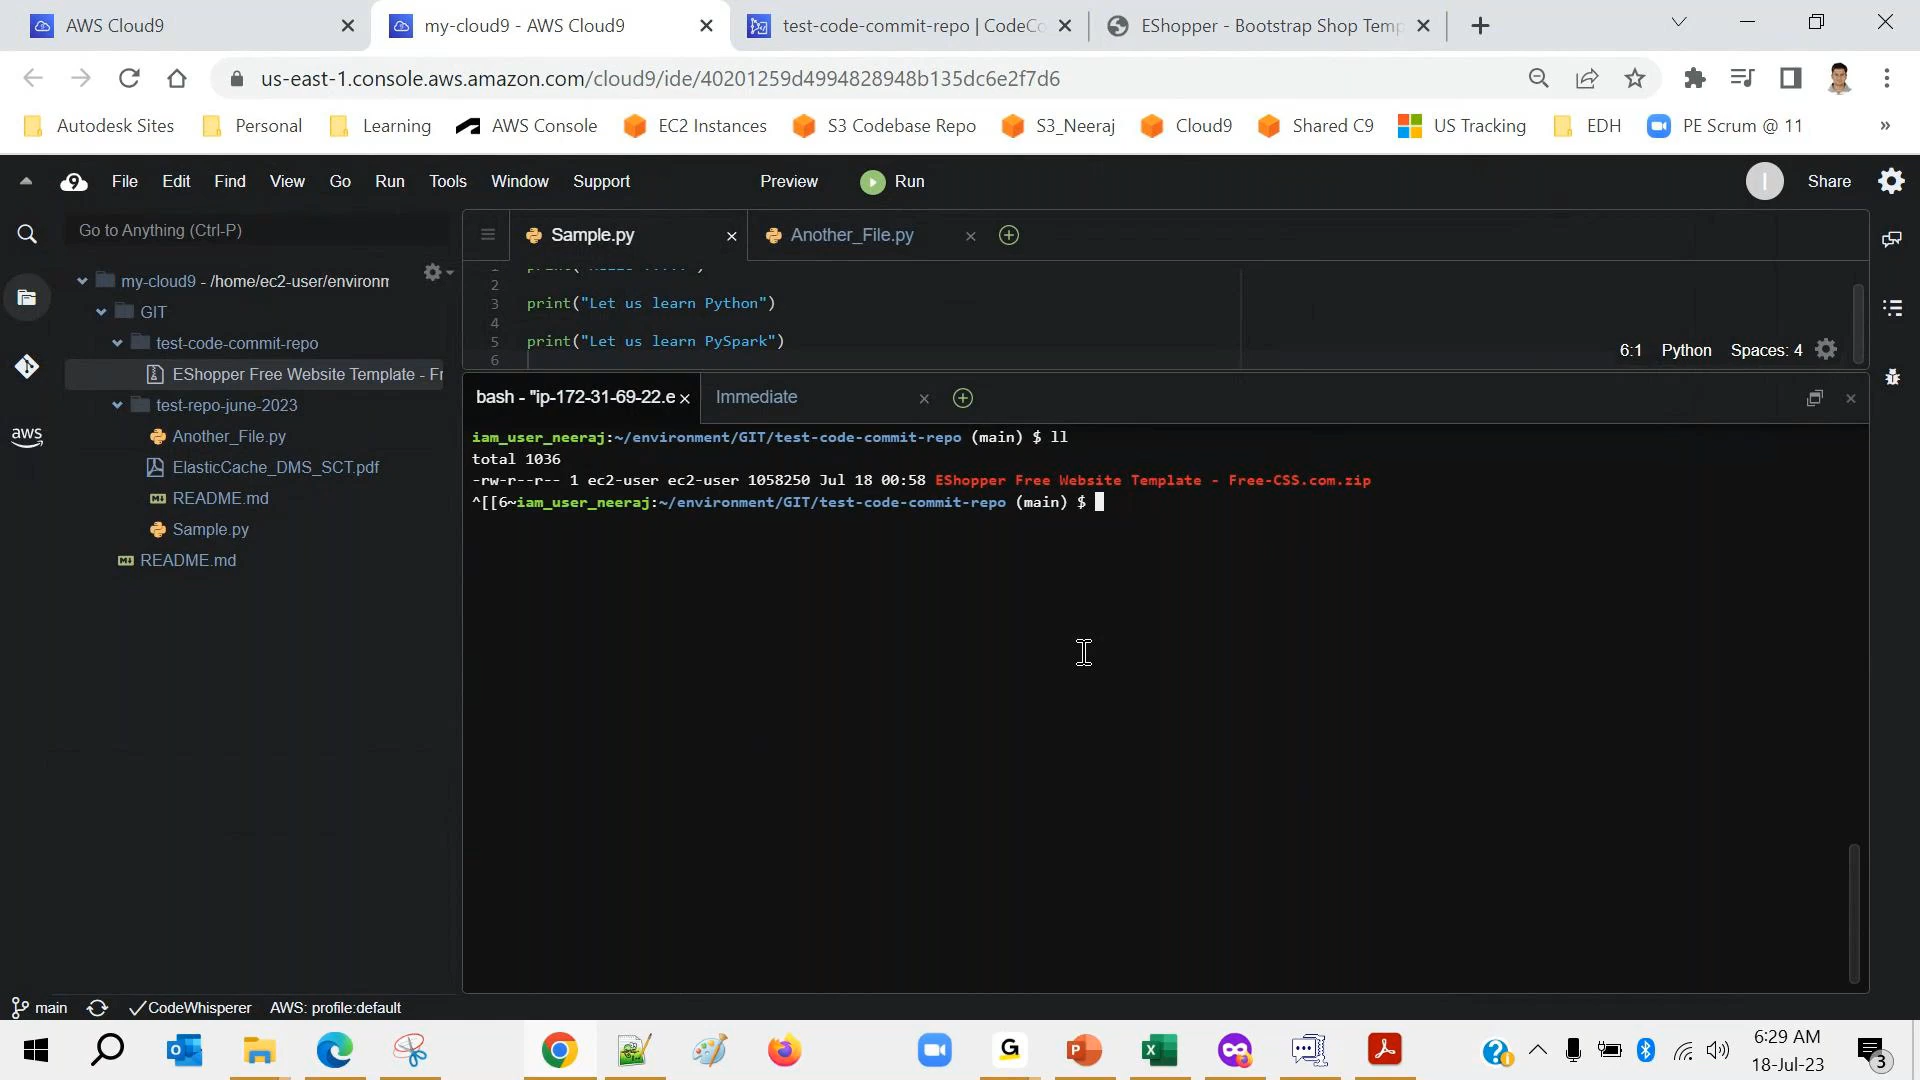 AWS Cloud9
my-cloud9 - AWS Cloud9
test-code-commit-repo | CodeCo
EShopper - Bootstrap Shop Temp
us-east-1.console.aws.amazon.com/cloud9/ide/40201259d4994828948b135dc6e2f7d6
Autodesk Sites
Personal
Learning
AWS Console
EC2 Instances
S3 Codebase Repo
S3_Neeraj
Cloud9
Shared C9
US Tracking
EDH
PE Scrum @ 11
»
9
File
Edit
Find
View
Go
Run
Tools
Window
Support
Preview
Run
I
Share
Go to Anything (Ctrl-P)
Sample.py
Another_File.py
my-cloud9 - /home/ec2-user/environm
GIT
test-code-commit-repo
EShopper Free Website Template - Fr
test-repo-june-2023
Another_File.py
ElasticCache_DMS_SCT.pdf
README.md
Sample.py
README.md
aws
2
3 print("Let us learn Python")
4
5 print("Let us learn PySpark")
6
6:1 Python Spaces: 4
bash - "ip-172-31-69-22.e
Immediate
iam_user_neeraj:~/environment/GIT/test-code-commit-repo (main) $ ll
total 1036
-rw-r--r-- 1 ec2-user ec2-user 1058250 Jul 18 00:58 EShopper Free Website Template - Free-CSS.com.zip
^[[6~iam_user_neeraj:~/environment/GIT/test-code-commit-repo (main) $
main
CodeWhisperer
AWS: profile:default
6:29 AM
18-Jul-23
3